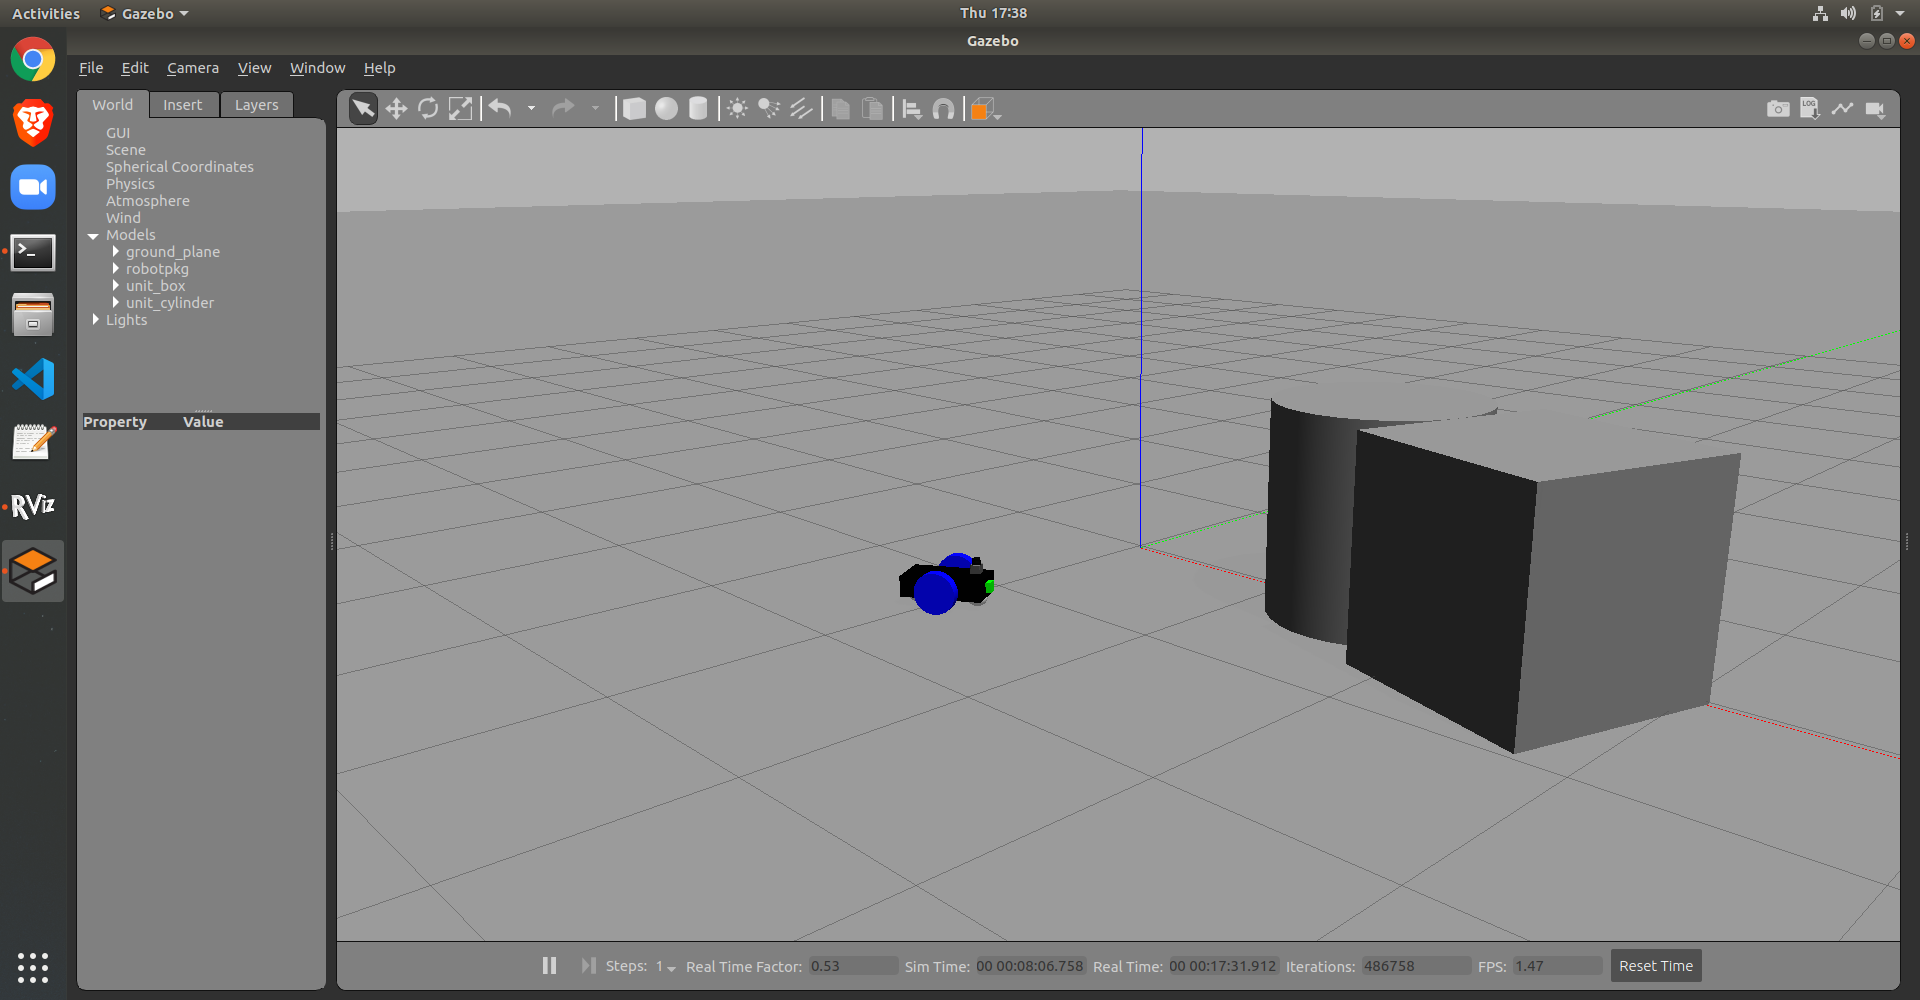 Activities Gazebo Thu 17:38
Gazebo
File Edit Camera View Window Help
World Insert Layers
GUI
Scene
Spherical Coordinates
Physics
Atmosphere
Wind
Models
ground_plane
robotpkg
unit_box
unit_cylinder
Lights
Property Value
LOG
>_
RViz
Steps: 1 Real Time Factor: 0.53 Sim Time: 00 00:08:06.758 Real Time: 00 00:17:31.912 Iterations: 486758 FPS: 1.47 Reset Time